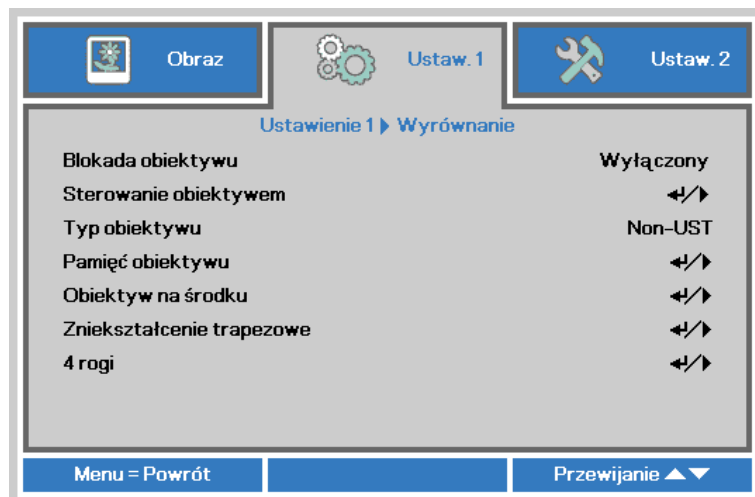 Obraz
Ustaw. 1
Ustaw. 2
Ustawienie 1 ▶ Wyrównanie
Blokada obiektywu Wyłączony
Sterowanie obiektywem ↵/▶
Typ obiektywu Non-UST
Pamięć obiektywu ↵/▶
Obiektyw na środku ↵/▶
Zniekształcenie trapezowe ↵/▶
4 rogi ↵/▶
Menu = Powrót
Przewijanie ▲▼